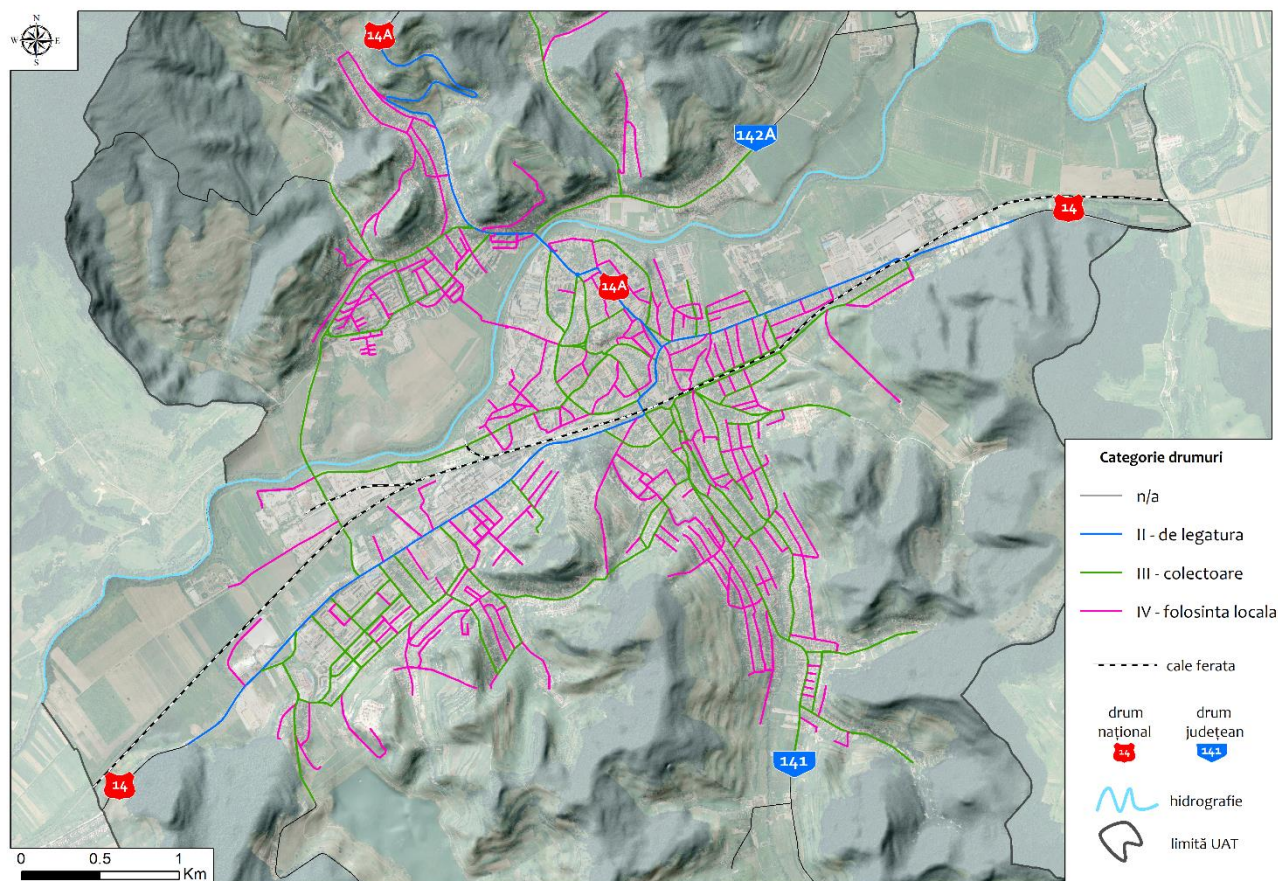 N
W
E
S
14A
142A
14
14A
141
14
0
0.5
1
Km
Categorie drumuri
n/a
II - de legatura
III - colectoare
IV - folosinta locala
cale ferata
drum
național
14
drum
județean
141
hidrografie
limită UAT